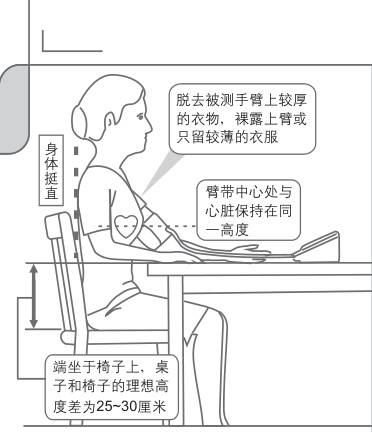 脱去被测手臂上较厚
的衣物，裸露上臂或
只留较薄的衣服
身体挺直
臂带中心处与
心脏保持在同
一高度
端坐于椅子上，桌
子和椅子的理想高
度差为25~30厘米